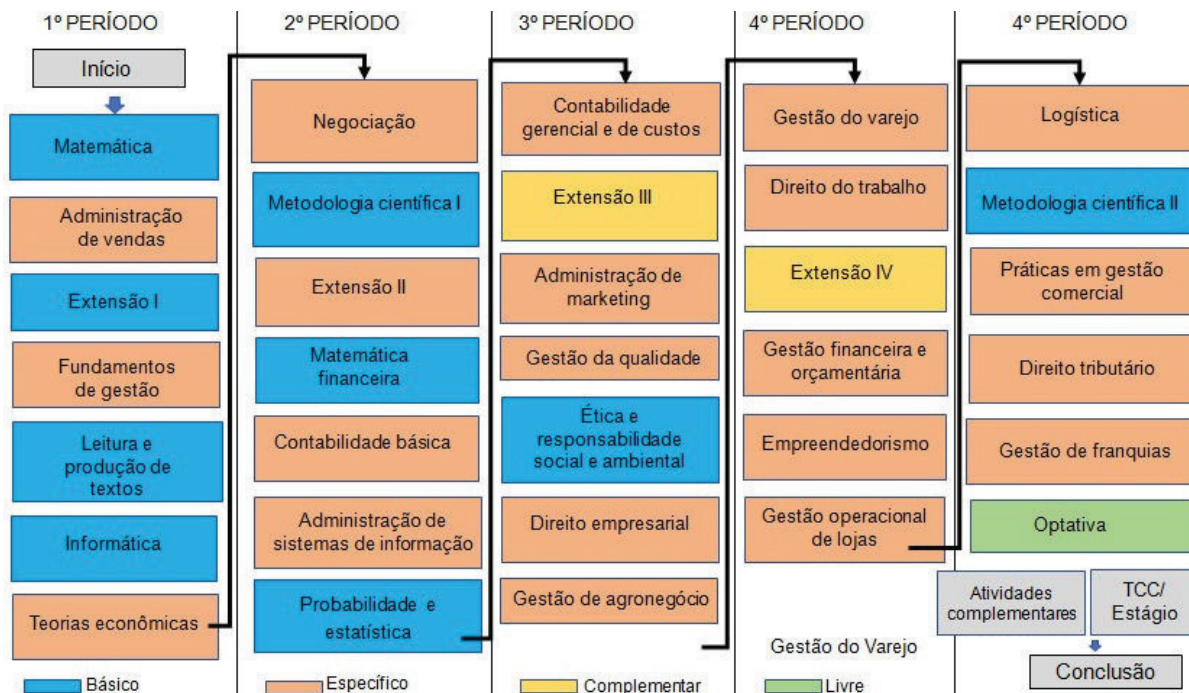 1º PERÍODO
Início
Matemática
Administração
de vendas
Extensão I
Fundamentos
de gestão
Leitura e
produção de
textos
Informática
Teorias econômicas
Básico
2º PERÍODO
Negociação
Metodologia científica I
Extensão II
Matemática
financeira
Contabilidade básica
Administração de
sistemas de informação
Probabilidade e
estatística
Específico
3º PERÍODO
Contabilidade
gerencial e de custos
Extensão III
Administração de
marketing
Gestão da qualidade
Ética e
responsabilidade
social e ambiental
Direito empresarial
Gestão de agronegócio
Complementar
4º PERÍODO
Gestão do varejo
Direito do trabalho
Extensão IV
Gestão financeira e
orçamentária
Empreendedorismo
Gestão operacional
de lojas
Gestão do Varejo
Livre
4º PERÍODO
Logística
Metodologia científica II
Práticas em gestão
comercial
Direito tributário
Gestão de franquias
Optativa
Atividades
complementares
TCC/
Estágio
Conclusão